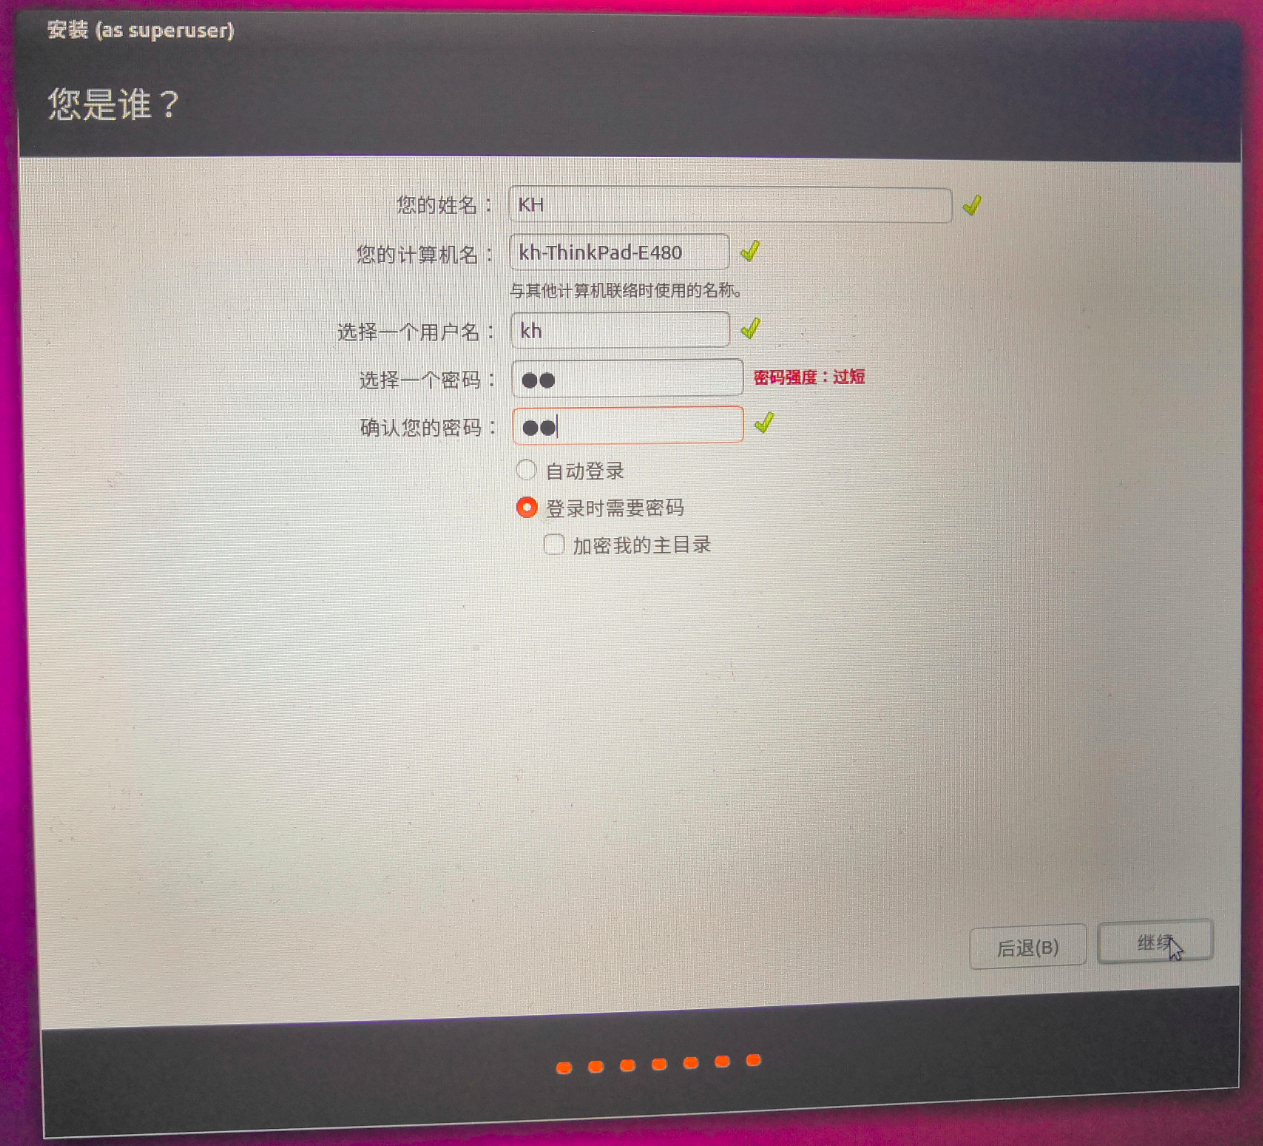 安装 (as superuser)
您是谁？
您的姓名： KH
您的计算机名： kh-ThinkPad-E480
与其他计算机联络时使用的名称。
选择一个用户名： kh
选择一个密码： ●● 密码强度：过短
确认您的密码： ●●
自动登录
登录时需要密码
加密我的主目录
后退(B) 继续